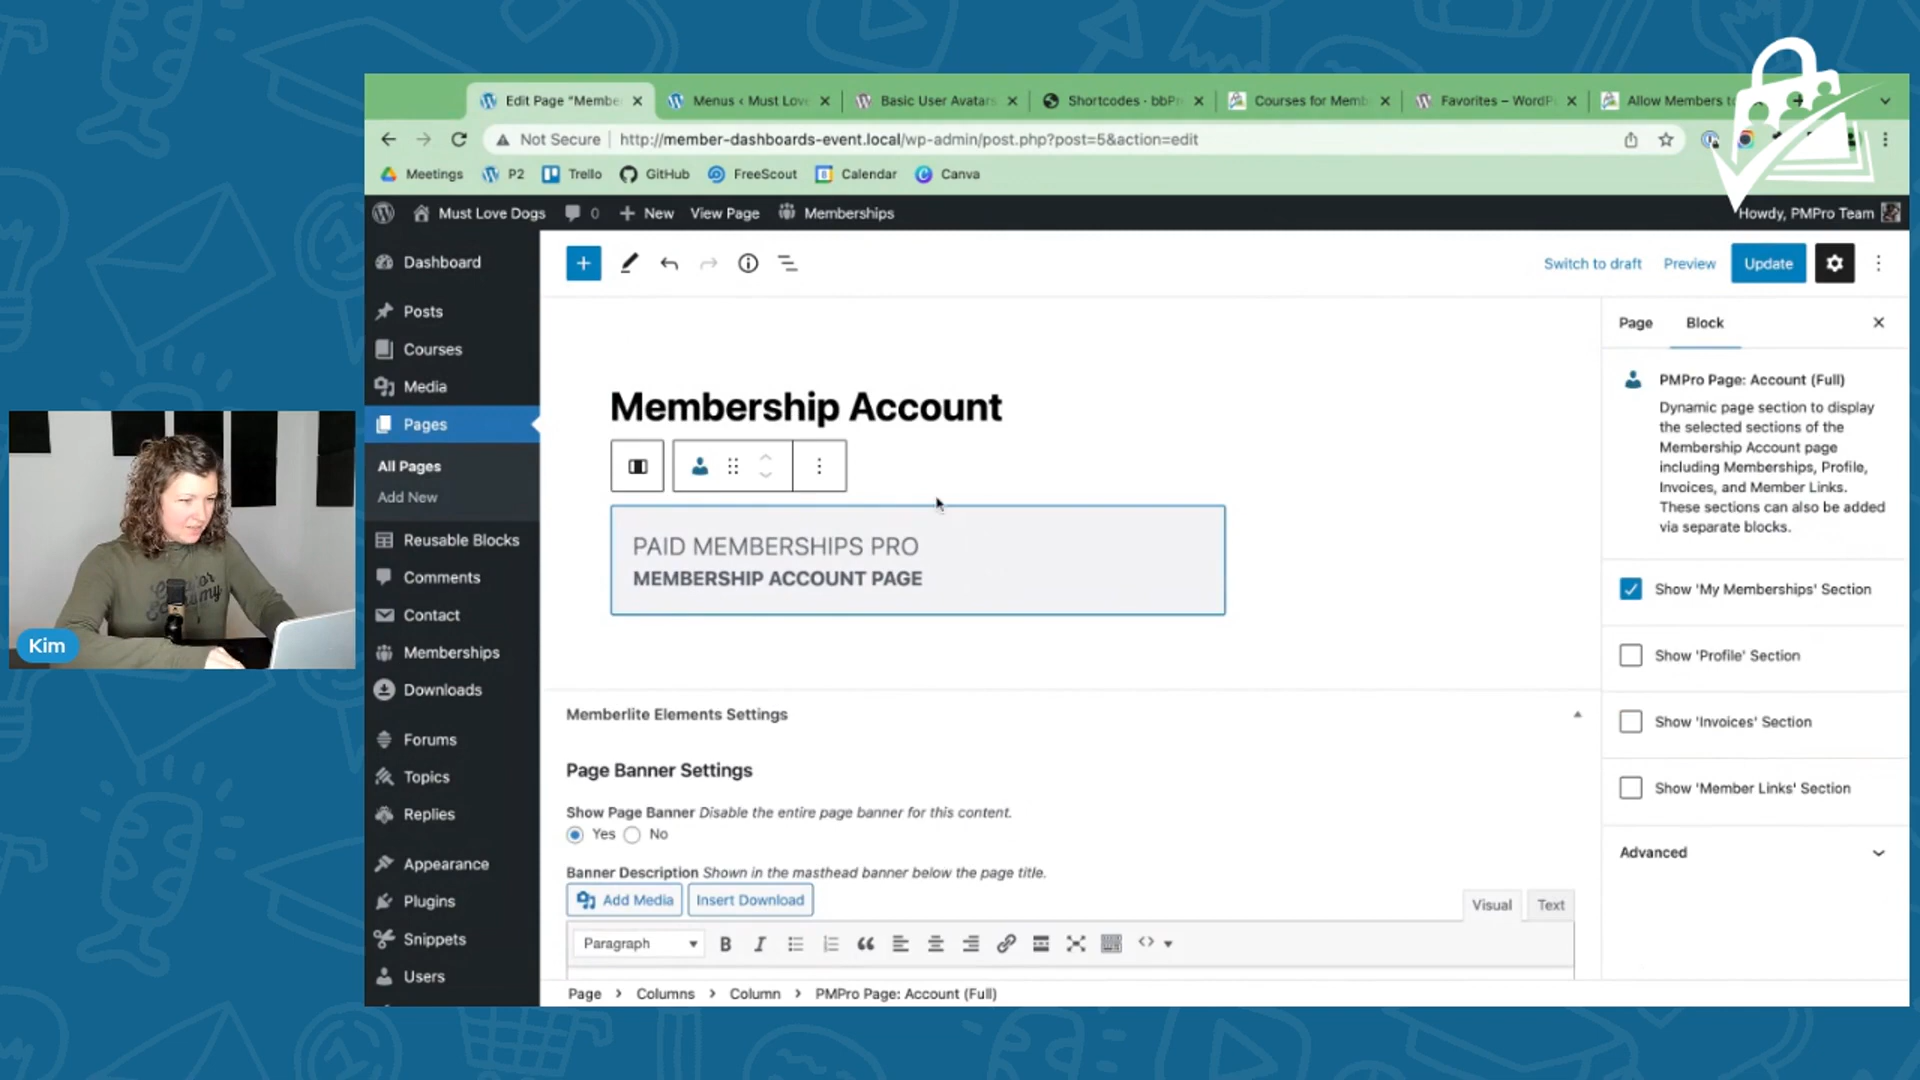 Edit Page "Membe
Menus ‹ Must Lov
Basic User Avatars
Shortcodes · bbPr
Courses for Memb
Favorites – WordP
Allow Members to
Not Secure
http://member-dashboards-event.local/wp-admin/post.php?post=5&action=edit
Meetings
P2
Trello
GitHub
FreeScout
Calendar
Canva
Must Love Dogs
0
New
View Page
Memberships
Howdy, PMPro Team
Dashboard
Posts
Courses
Media
Pages
All Pages
Add New
Reusable Blocks
Comments
Contact
Memberships
Downloads
Forums
Topics
Replies
Appearance
Plugins
Snippets
Users
Switch to draft
Preview
Update
Membership Account
PAID MEMBERSHIPS PRO
MEMBERSHIP ACCOUNT PAGE
Memberlite Elements Settings
Page Banner Settings
Show Page Banner Disable the entire page banner for this content.
Yes
No
Banner Description Shown in the masthead banner below the page title.
Add Media
Insert Download
Visual
Text
Paragraph
B
I
Page › Columns › Column › PMPro Page: Account (Full)
Page
Block
PMPro Page: Account (Full)
Dynamic page section to display
the selected sections of the
Membership Account page
including Memberships, Profile,
Invoices, and Member Links.
These sections can also be added
via separate blocks.
Show 'My Memberships' Section
Show 'Profile' Section
Show 'Invoices' Section
Show 'Member Links' Section
Advanced
Kim